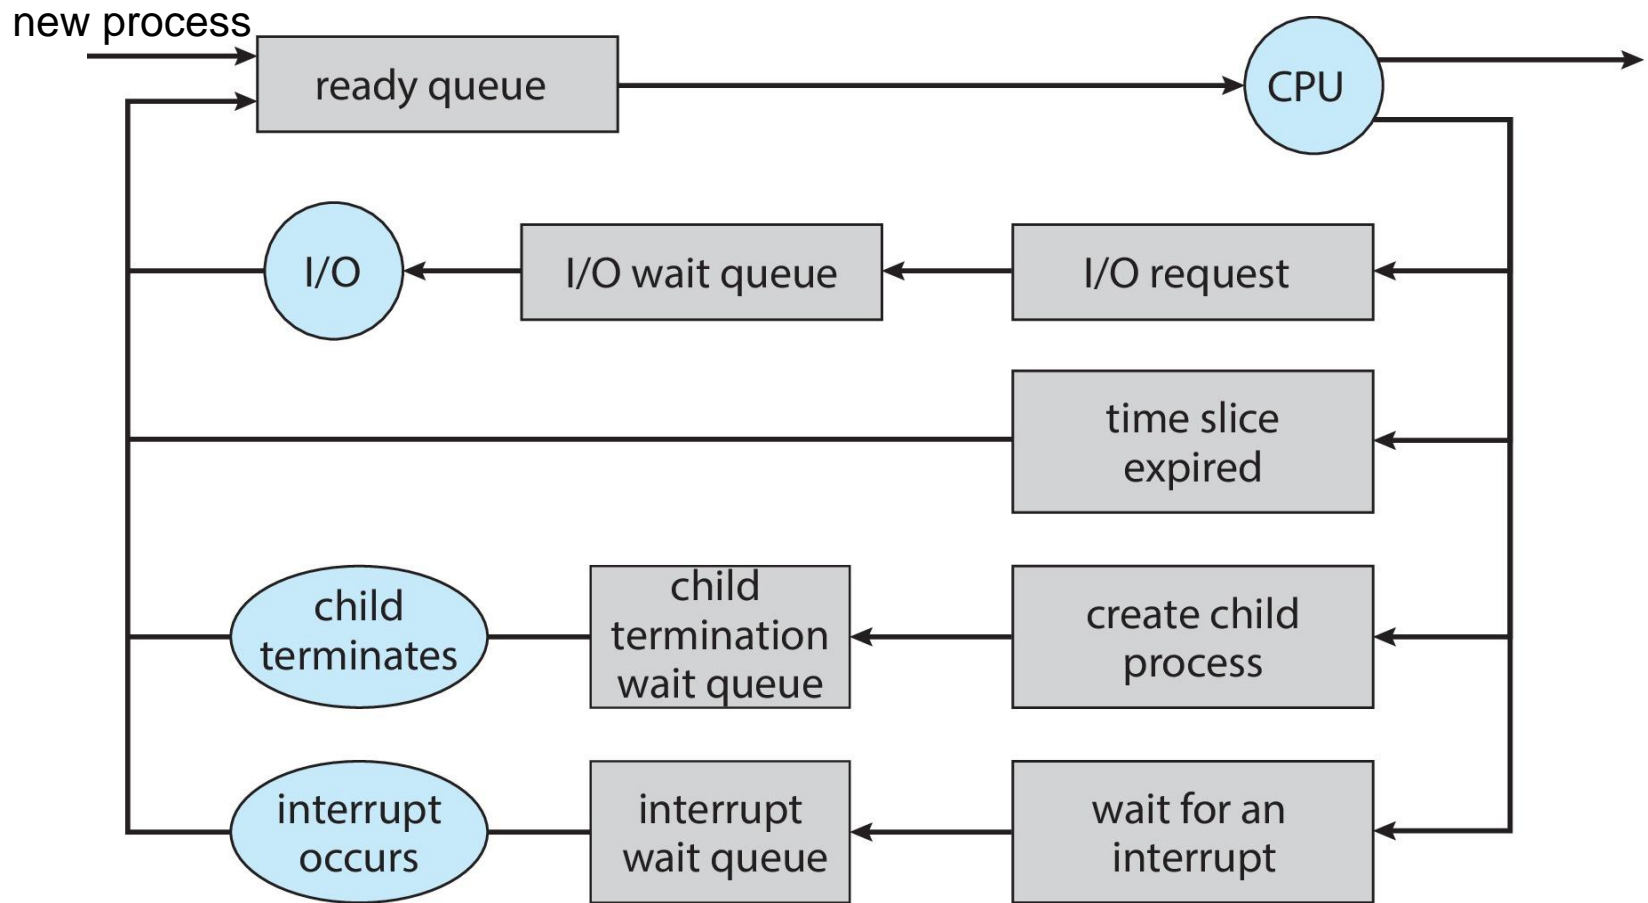 new process
ready queue
CPU
I/O
I/O wait queue
I/O request
time slice
expired
child
terminates
child
termination
wait queue
create child
process
interrupt
occurs
interrupt
wait queue
wait for an
interrupt